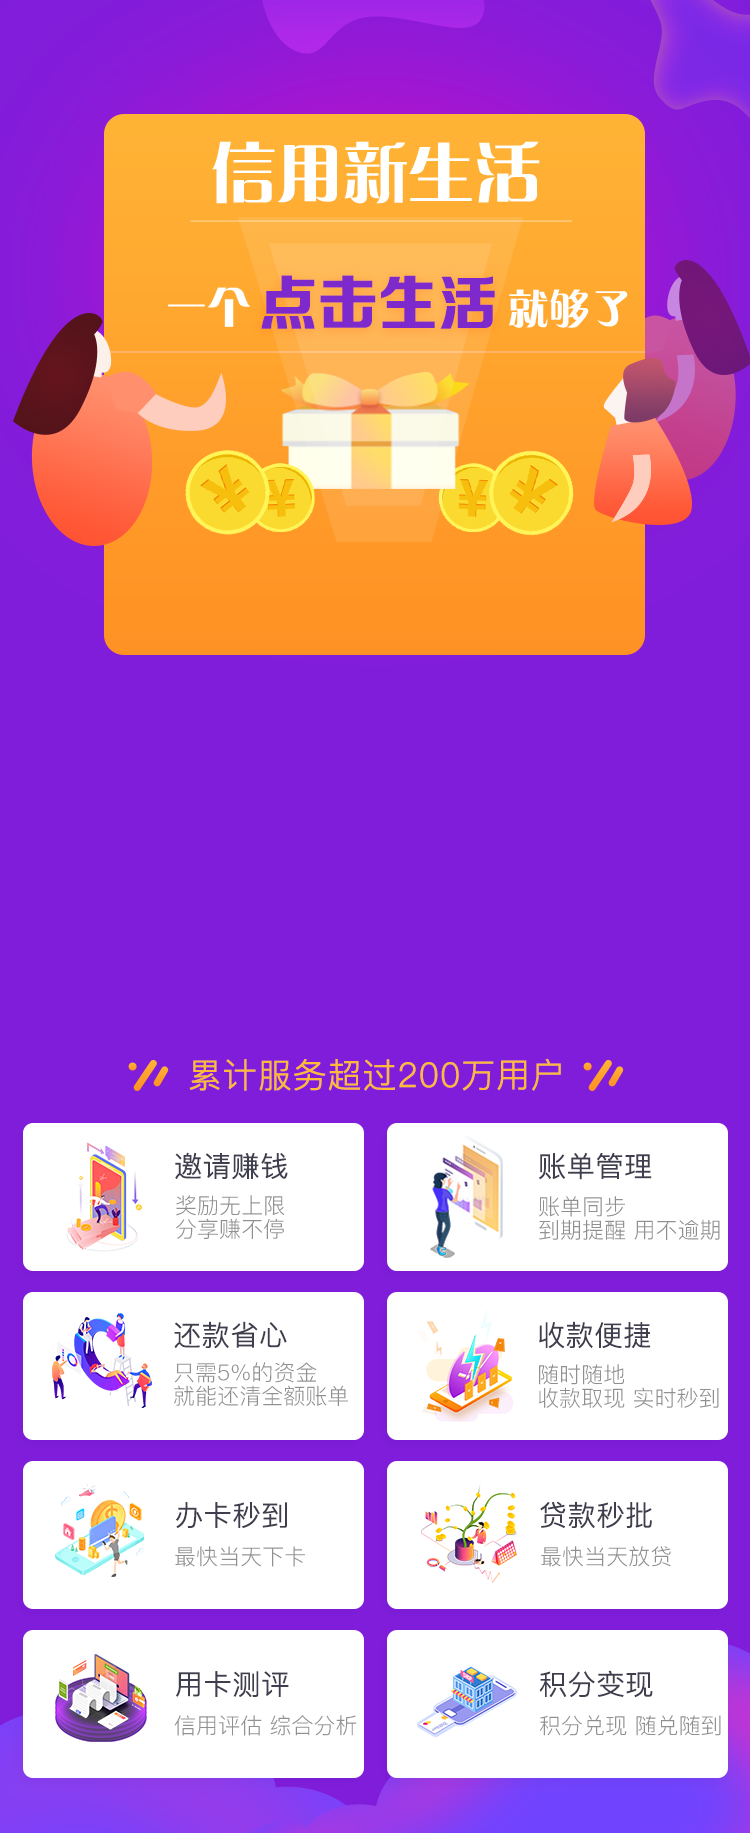 信用新生活
一个点击生活就够了
¥ ¥ ¥ ¥
累计服务超过200万用户
邀请赚钱
奖励无上限
分享赚不停
账单管理
账单同步
到期提醒 用不逾期
还款省心
只需5%的资金
就能还清全额账单
收款便捷
随时随地
收款取现 实时秒到
办卡秒到
最快当天下卡
贷款秒批
最快当天放贷
用卡测评
信用评估 综合分析
积分变现
积分兑现 随兑随到